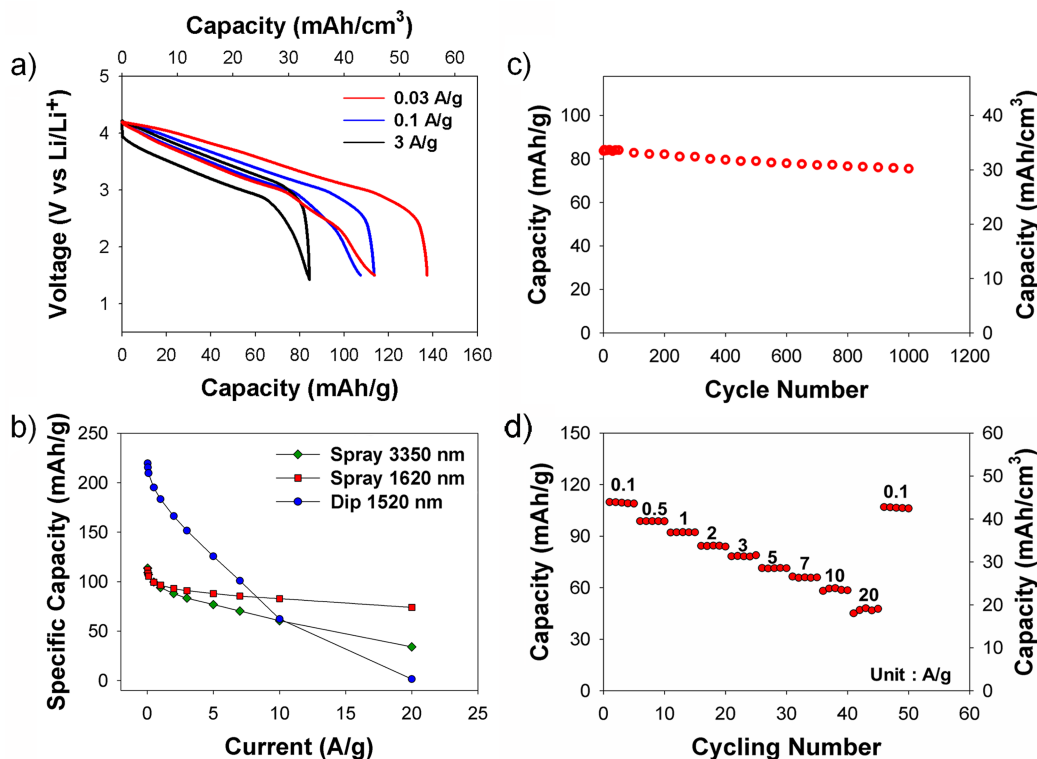 a)
Capacity (mAh/cm³)
0 10 20 30 40 50 60
Voltage (V vs Li/Li⁺)
5
4
3
2
1
0.03 A/g
0.1 A/g
3 A/g
0 20 40 60 80 100 120 140 160
Capacity (mAh/g)
b)
Specific Capacity (mAh/g)
250
200
150
100
50
0
Spray 3350 nm
Spray 1620 nm
Dip 1520 nm
0 5 10 15 20 25
Current (A/g)
c)
Capacity (mAh/g)
100
80
60
40
20
0
40
30
20
10
0
Capacity (mAh/cm³)
0 200 400 600 800 1000 1200
Cycle Number
d)
Capacity (mAh/g)
150
120
90
60
30
0
0.1
0.5
1
2
3
5
7
10
20
0.1
Unit : A/g
60
50
40
30
20
10
0
Capacity (mAh/cm³)
0 10 20 30 40 50 60
Cycling Number